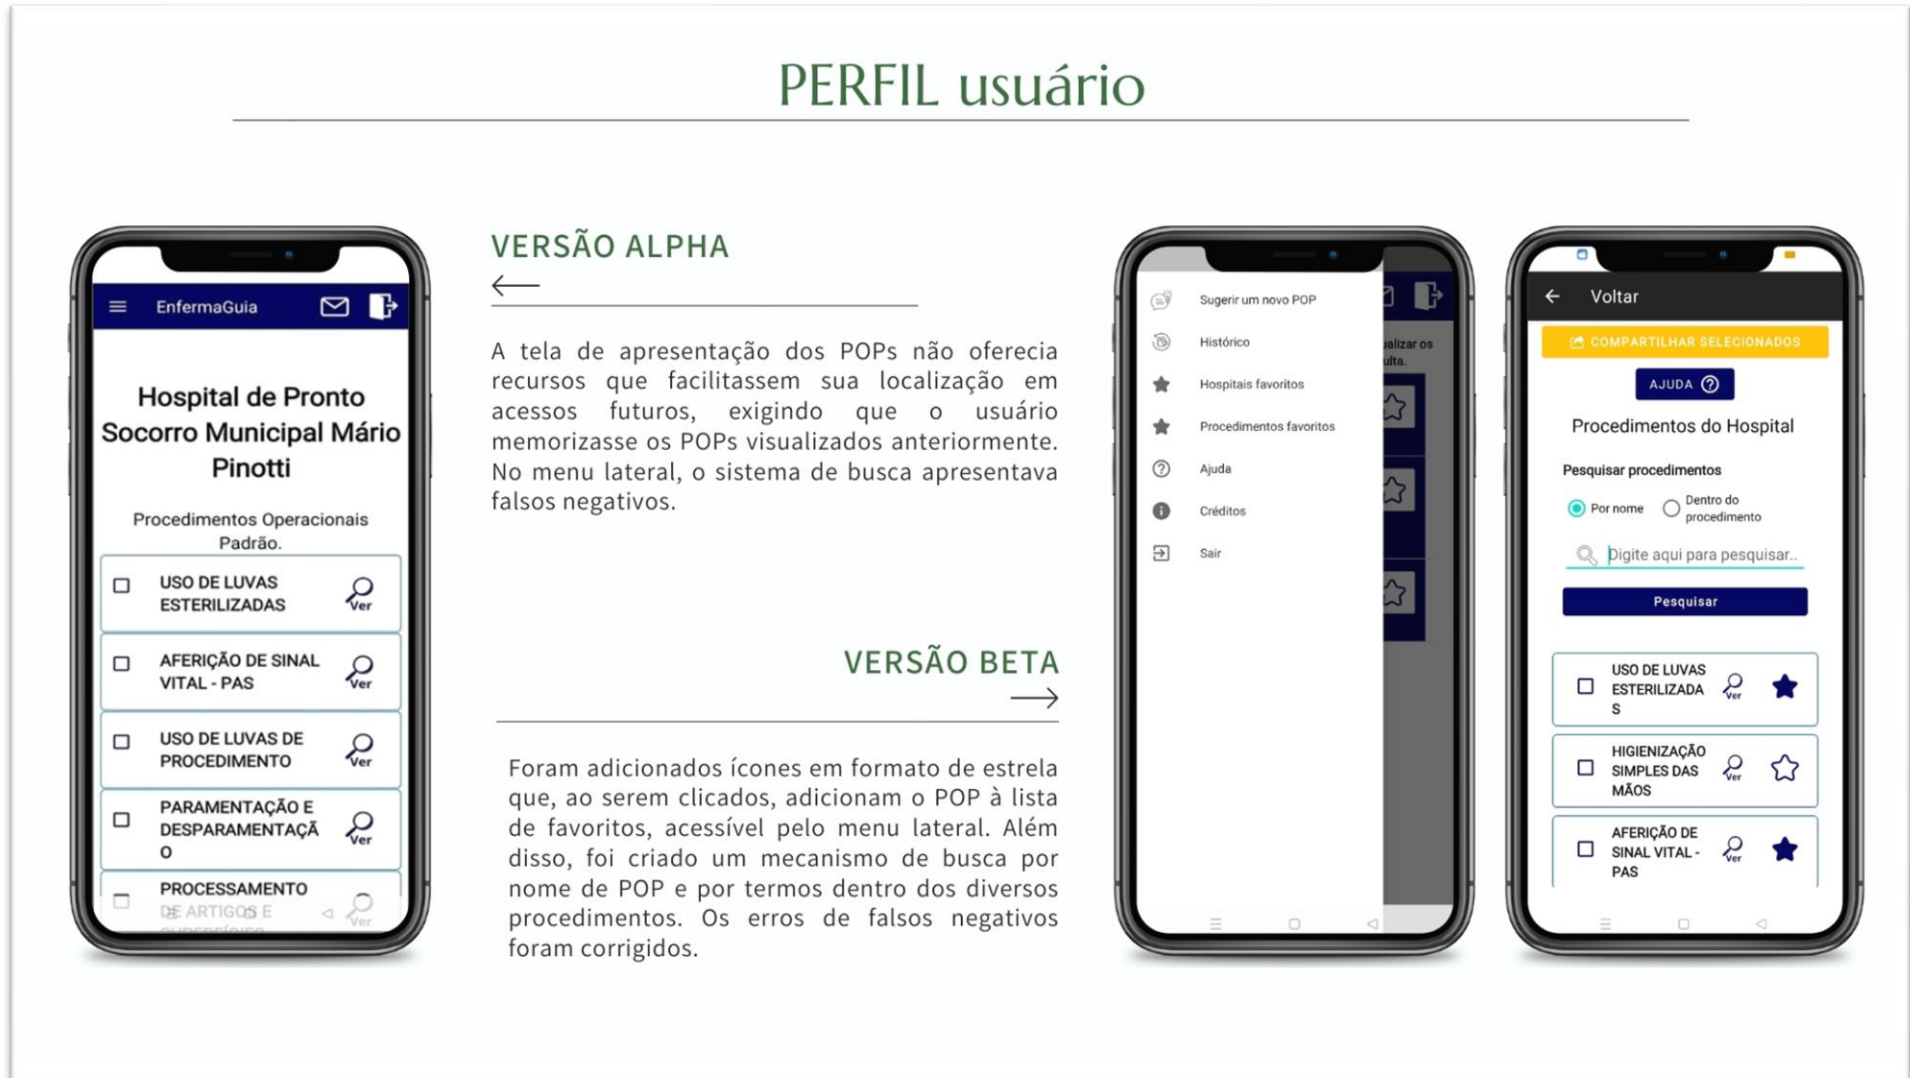 PERFIL usuário
EnfermaGuia
Hospital de Pronto
Socorro Municipal Mário
Pinotti
Procedimentos Operacionais
Padrão.
USO DE LUVAS
ESTERILIZADAS
Ver
AFERIÇÃO DE SINAL
VITAL - PAS
Ver
USO DE LUVAS DE
PROCEDIMENTO
Ver
PARAMENTAÇÃO E
DESPARAMENTAÇÃ
O
Ver
PROCESSAMENTO
DE ARTIGOS E
Ver
VERSÃO ALPHA
A tela de apresentação dos POPs não oferecia
recursos que facilitassem sua localização em
acessos futuros, exigindo que o usuário
memorizasse os POPs visualizados anteriormente.
No menu lateral, o sistema de busca apresentava
falsos negativos.
VERSÃO BETA
Foram adicionados ícones em formato de estrela
que, ao serem clicados, adicionam o POP à lista
de favoritos, acessível pelo menu lateral. Além
disso, foi criado um mecanismo de busca por
nome de POP e por termos dentro dos diversos
procedimentos. Os erros de falsos negativos
foram corrigidos.
Sugerir um novo POP
Histórico
Hospitais favoritos
Procedimentos favoritos
Ajuda
Créditos
Sair
ualizar os
ulta.
Voltar
COMPARTILHAR SELECIONADOS
AJUDA
Procedimentos do Hospital
Pesquisar procedimentos
Por nome
Dentro do
procedimento
Digite aqui para pesquisar..
Pesquisar
USO DE LUVAS
ESTERILIZADA
S
Ver
HIGIENIZAÇÃO
SIMPLES DAS
MÃOS
Ver
AFERIÇÃO DE
SINAL VITAL -
PAS
Ver